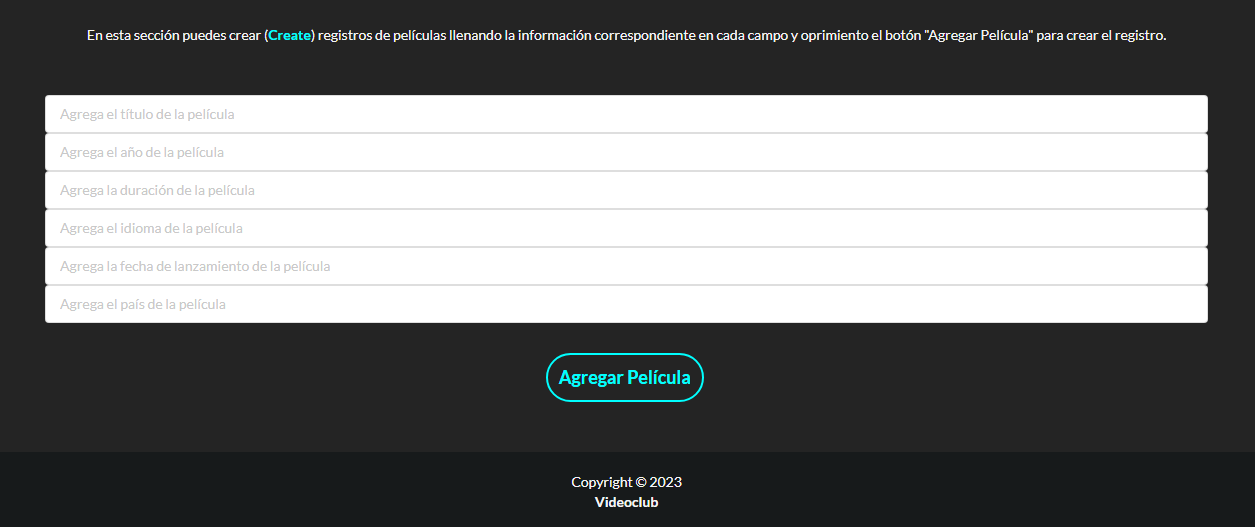 En esta sección puedes crear (Create) registros de películas llenando la información correspondiente en cada campo y oprimiento el botón "Agregar Película" para crear el registro.
Agrega el título de la película
Agrega el año de la película
Agrega la duración de la película
Agrega el idioma de la película
Agrega la fecha de lanzamiento de la película
Agrega el país de la película
Agregar Película
Copyright © 2023
Videoclub